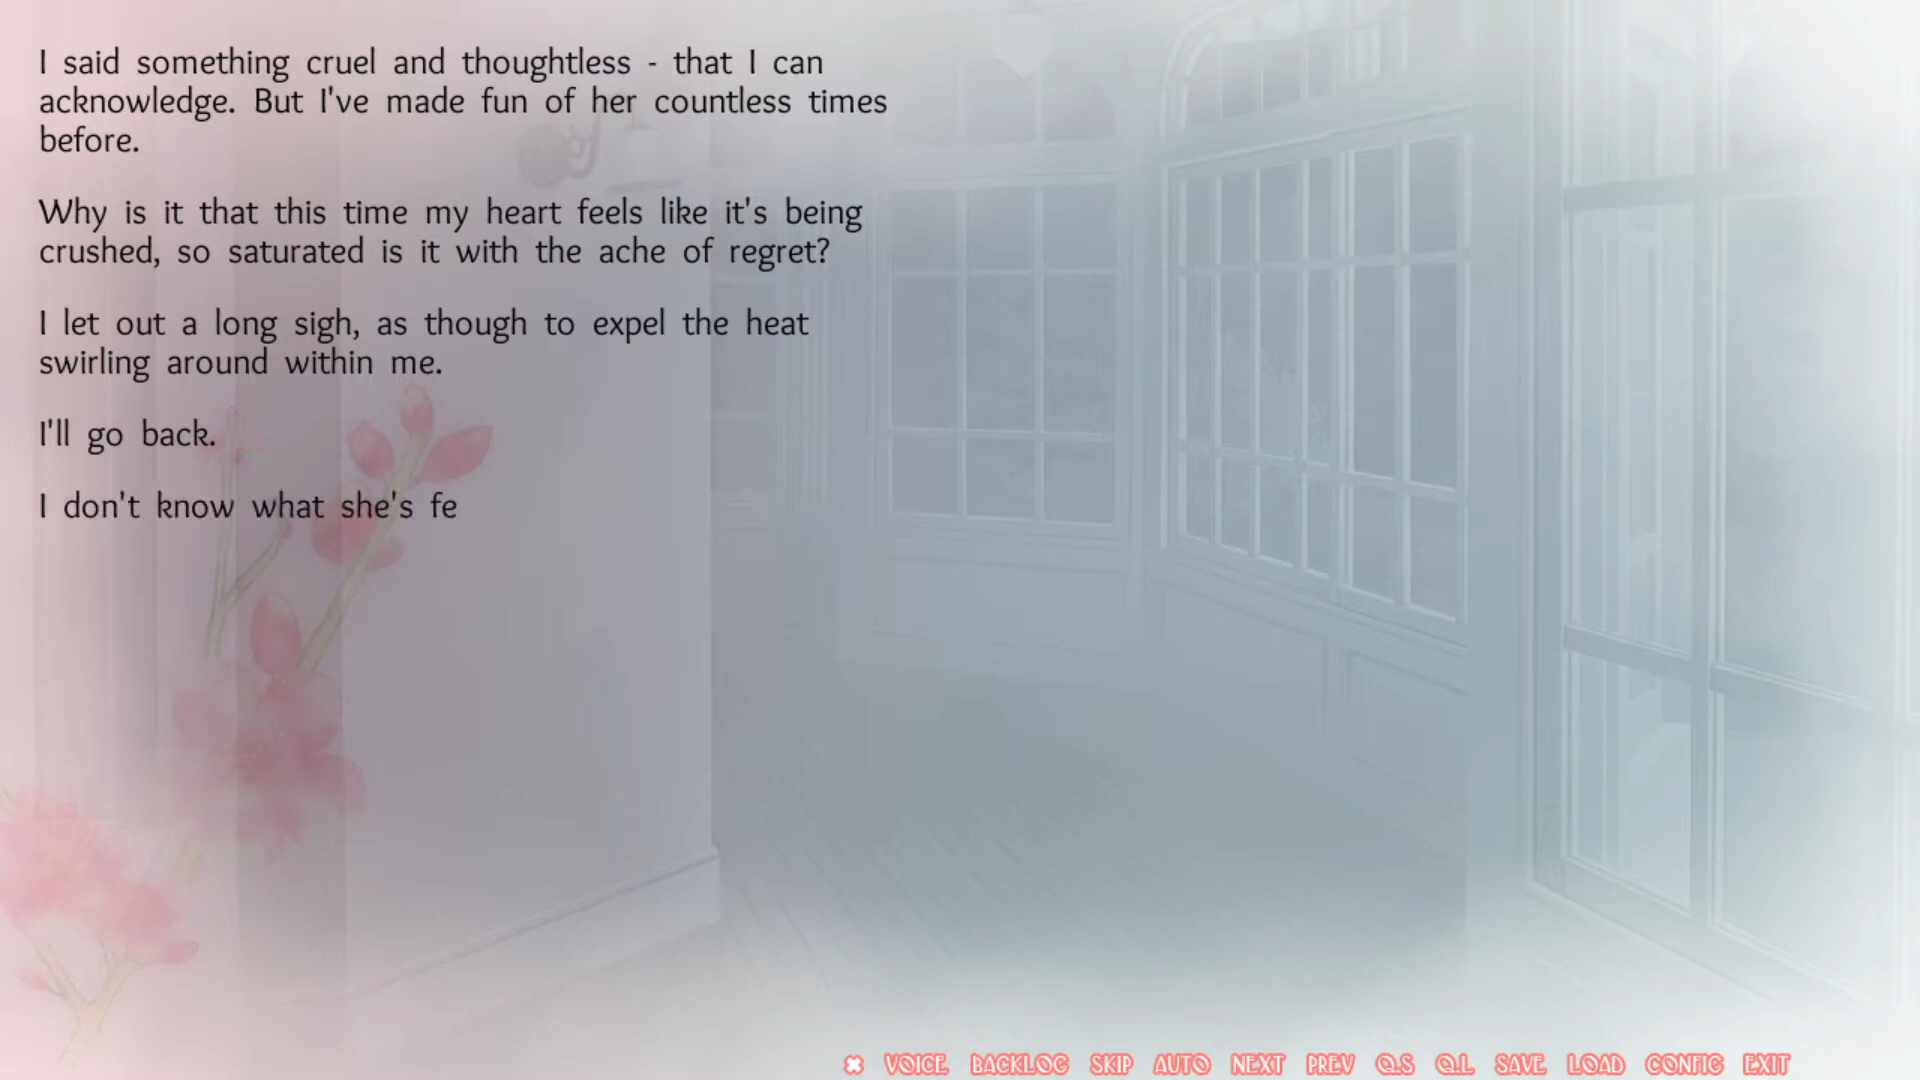 I said something cruel and thoughtless - that I can
acknowledge. But I've made fun of her countless times
before.
Why is it that this time my heart feels like it's being
crushed, so saturated is it with the ache of regret?
I let out a long sigh, as though to expel the heat
swirling around within me.
I'll go back.
I don't know what she's fe
✖ VOICE BACKLOG SKIP AUTO NEXT PREV Q.S Q.L SAVE LOAD CONFIG EXIT